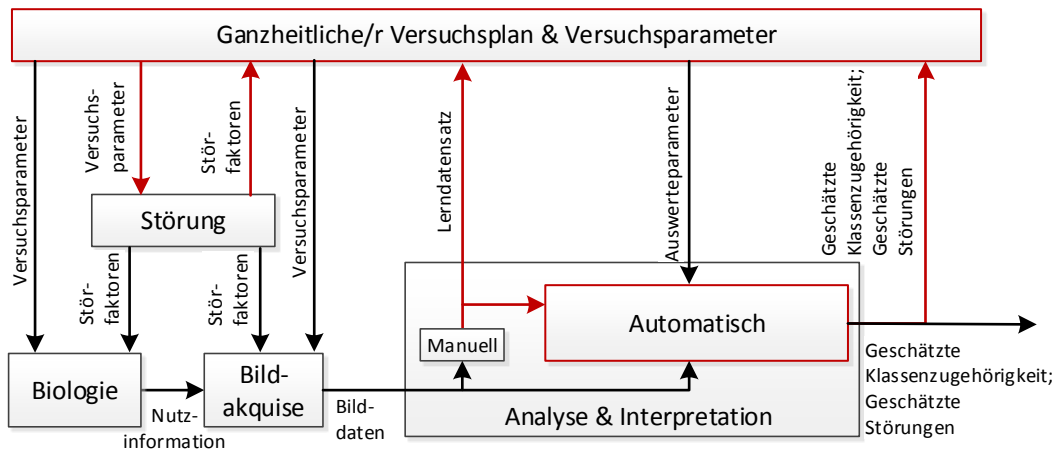 Ganzheitliche/r Versuchsplan & Versuchsparameter
Versuchsparameter
Versuchs-
parameter
Stör-
faktoren
Versuchsparameter
Lerndatensatz
Auswerteparameter
Geschätzte
Klassenzugehörigkeit;
Geschätzte
Störungen
Störung
Stör-
faktoren
Stör-
faktoren
Automatisch
Manuell
Biologie
Bild-
akquise
Nutz-
information
Bild-
daten
Analyse & Interpretation
Geschätzte
Klassenzugehörigkeit;
Geschätzte
Störungen